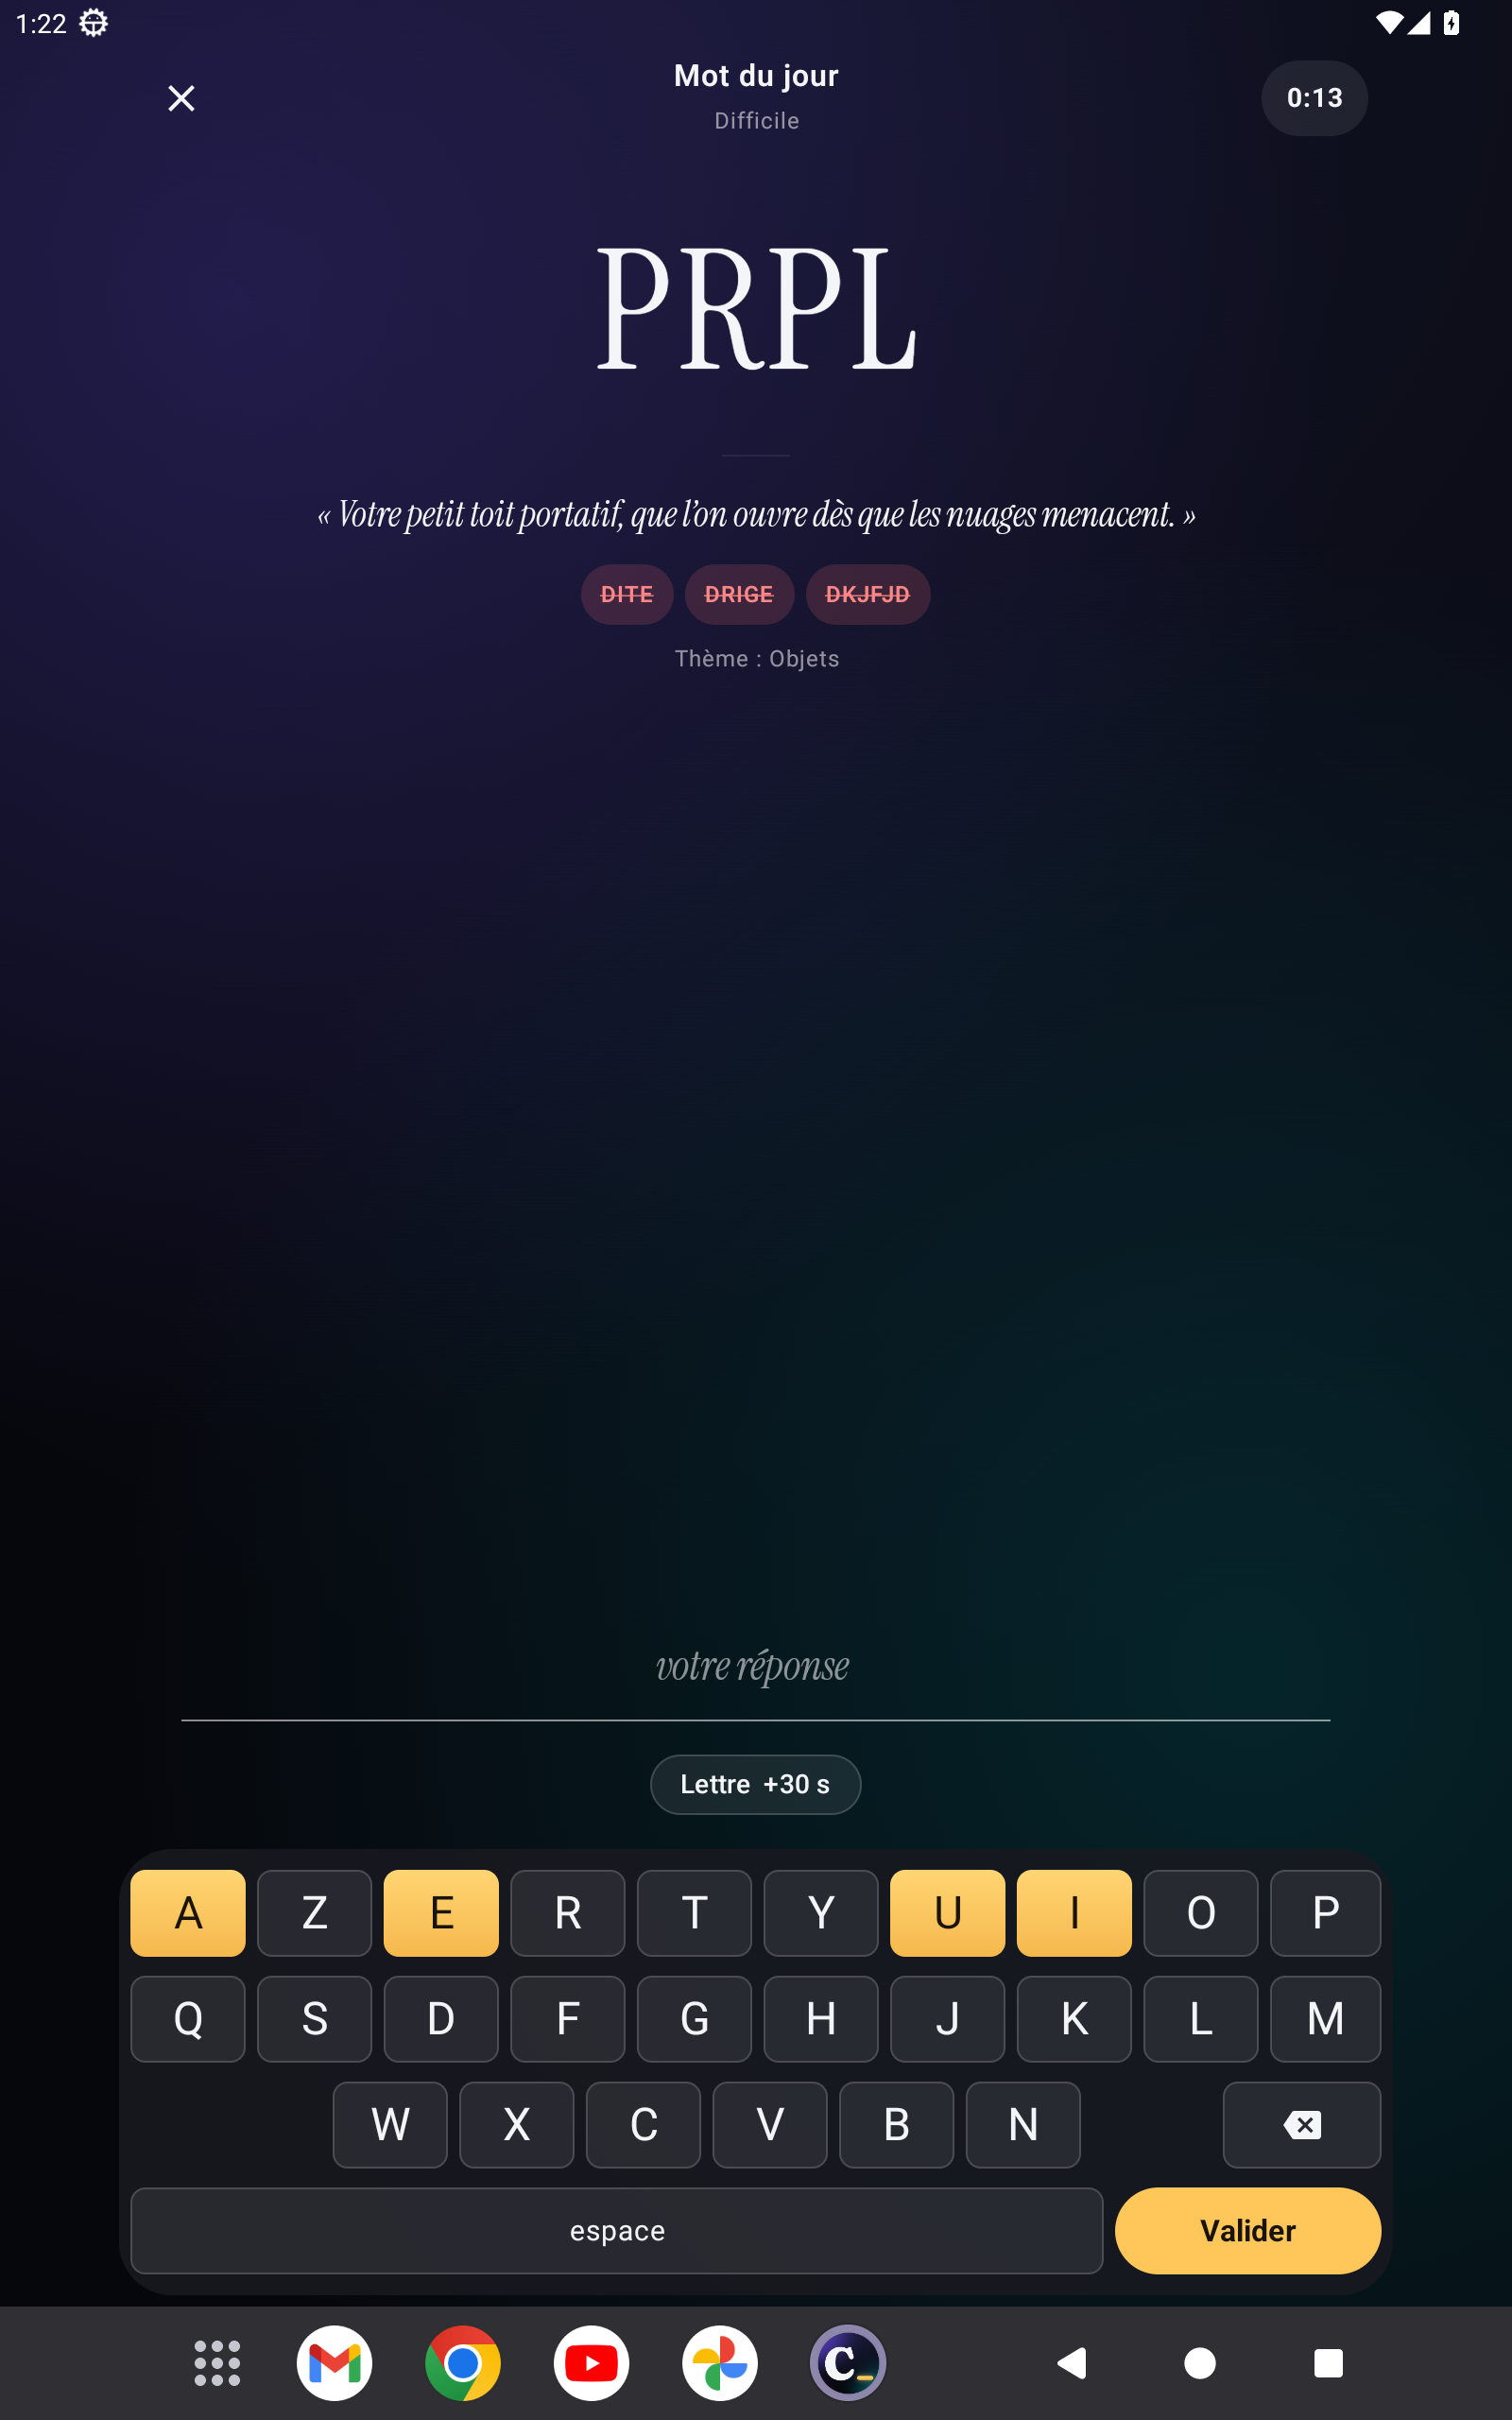 1:22
Mot du jour
Difficile
0:13
PRPL
« Votre petit toit portatif, que l'on ouvre dès que les nuages menacent. »
DITE DRIGE DKJFJD
Thème : Objets
votre réponse
Lettre +30 s
A Z E R T Y U I O P
Q S D F G H J K L M
W X C V B N
espace Valider
C_